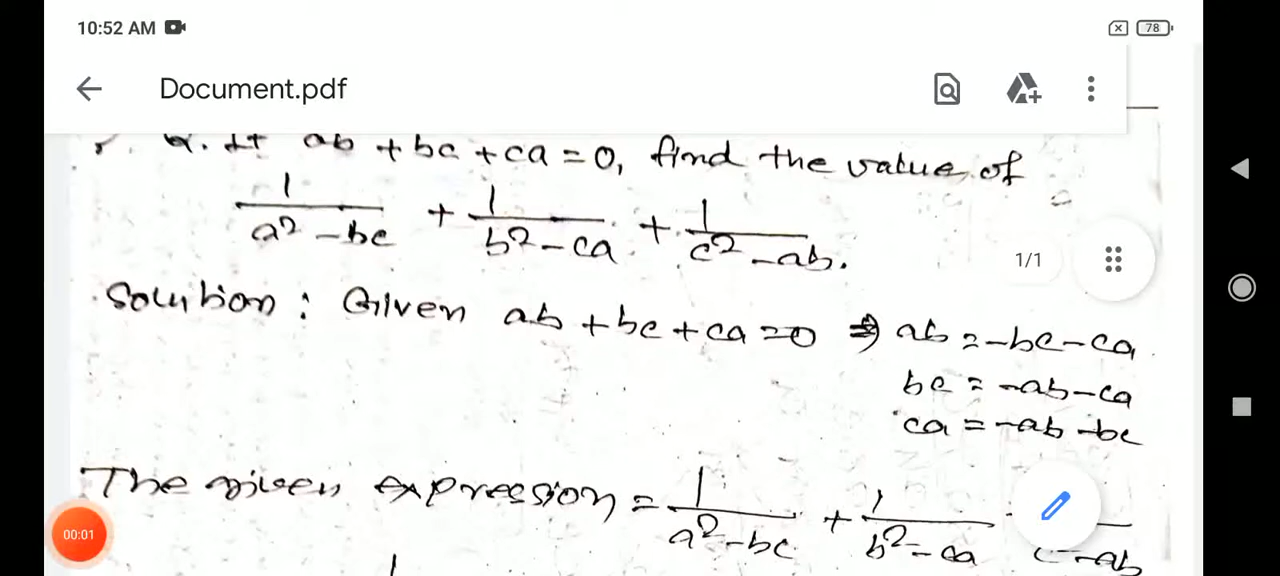 10:52 AM 78
Document.pdf
Q. If ab + bc + ca = 0, find the value of
1/(a² - bc) + 1/(b² - ca) + 1/(c² - ab).
1/1
Solution : Given ab + bc + ca = 0 ⇒ ab = -bc - ca
bc = -ab - ca
ca = -ab - bc
The given expression = 1/(a² - bc) + 1/(b² - ca)
00:01